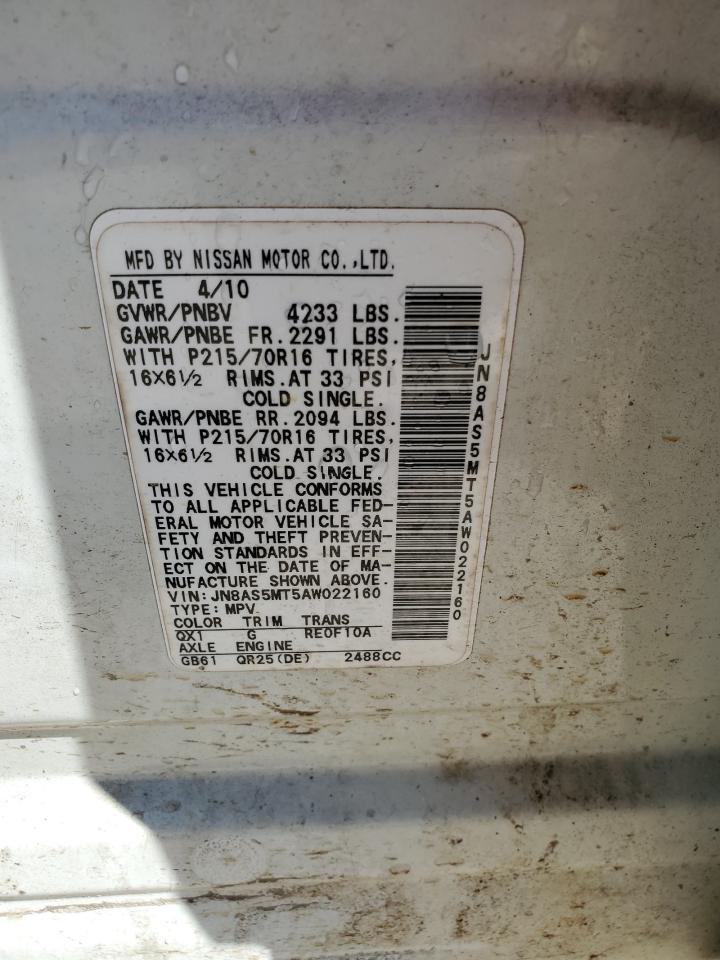 MFD BY NISSAN MOTOR CO.,LTD.
DATE 4/10
GVWR/PNBV 4233 LBS.
GAWR/PNBE FR.2291 LBS.
WITH P215/70R16 TIRES,
16X6½ RIMS.AT 33 PSI
COLD SINGLE.
GAWR/PNBE RR.2094 LBS.
WITH P215/70R16 TIRES,
16X6½ RIMS.AT 33 PSI
COLD SINGLE.
THIS VEHICLE CONFORMS
TO ALL APPLICABLE FED-
ERAL MOTOR VEHICLE SA-
FETY AND THEFT PREVEN-
TION STANDARDS IN EFF-
ECT ON THE DATE OF MA-
NUFACTURE SHOWN ABOVE.
VIN:JN8AS5MT5AW022160
TYPE:MPV
COLOR TRIM TRANS
QX1 G RE0F10A
AXLE ENGINE
GB61 QR25(DE) 2488CC
JN8AS5MT5AW022160